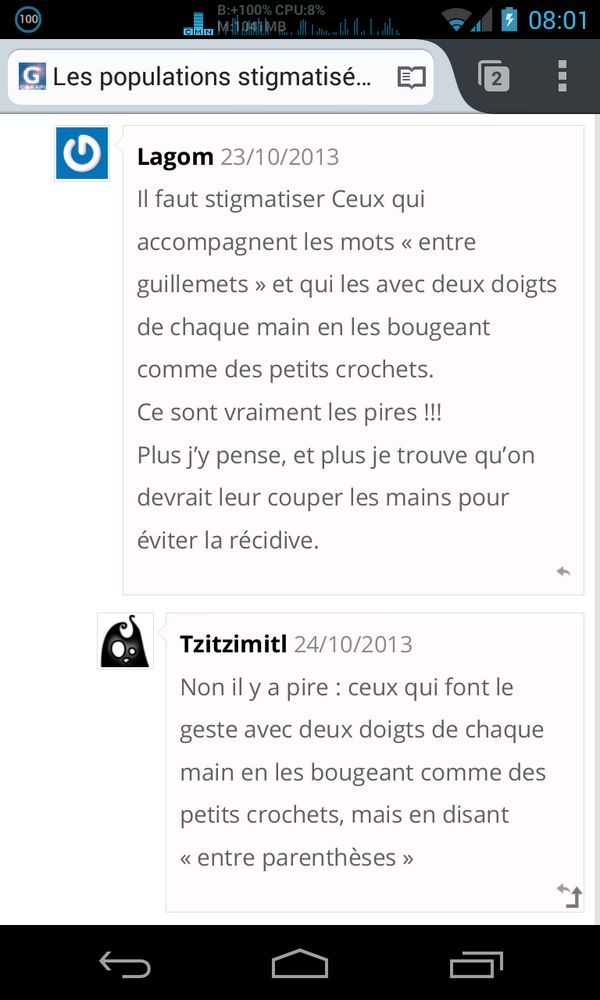 100
B:+100% CPU:8%
M:1041MB
08:01
G Les populations stigmatisé...
2
Lagom 23/10/2013
Il faut stigmatiser Ceux qui
accompagnent les mots « entre
guillemets » et qui les avec deux doigts
de chaque main en les bougeant
comme des petits crochets.
Ce sont vraiment les pires !!!
Plus j’y pense, et plus je trouve qu’on
devrait leur couper les mains pour
éviter la récidive.
Tzitzimitl 24/10/2013
Non il y a pire : ceux qui font le
geste avec deux doigts de chaque
main en les bougeant comme des
petits crochets, mais en disant
« entre parenthèses »